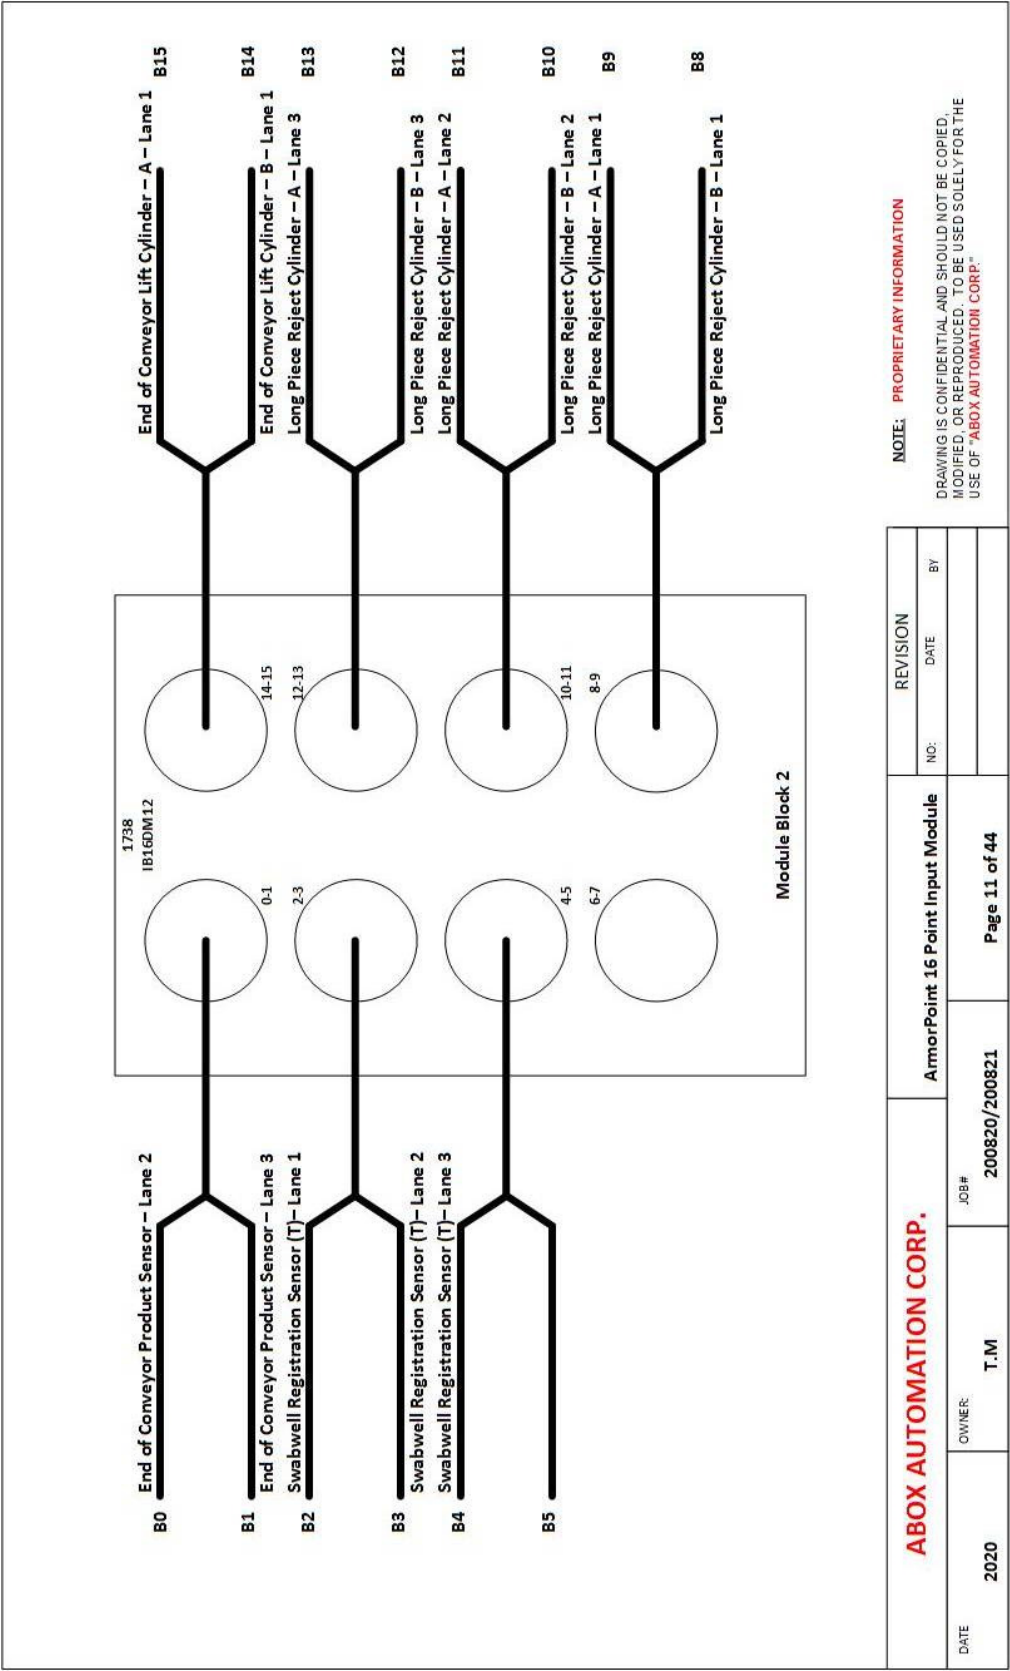 1738
IB16DM12
B0
End of Conveyor Product Sensor – Lane 2
B1
End of Conveyor Product Sensor – Lane 3
B2
Swabwell Registration Sensor (T)– Lane 1
B3
Swabwell Registration Sensor (T)– Lane 2
B4
Swabwell Registration Sensor (T)– Lane 3
B5
0-1
2-3
4-5
6-7
14-15
12-13
10-11
8-9
End of Conveyor Lift Cylinder – A – Lane 1
B15
End of Conveyor Lift Cylinder – B – Lane 1
B14
Long Piece Reject Cylinder – A – Lane 3
B13
Long Piece Reject Cylinder – B – Lane 3
B12
Long Piece Reject Cylinder – A – Lane 2
B11
Long Piece Reject Cylinder – B – Lane 2
B10
Long Piece Reject Cylinder – A – Lane 1
B9
Long Piece Reject Cylinder – B – Lane 1
B8
Module Block 2
ABOX AUTOMATION CORP.
ArmorPoint 16 Point Input Module
REVISION
NO: DATE BY
DATE
2020
OWNER:
T.M
JOB#
200820/200821
Page 11 of 44
NOTE: PROPRIETARY INFORMATION
DRAWING IS CONFIDENTIAL AND SHOULD NOT BE COPIED,
MODIFIED, OR REPRODUCED. TO BE USED SOLELY FOR THE
USE OF "ABOX AUTOMATION CORP."